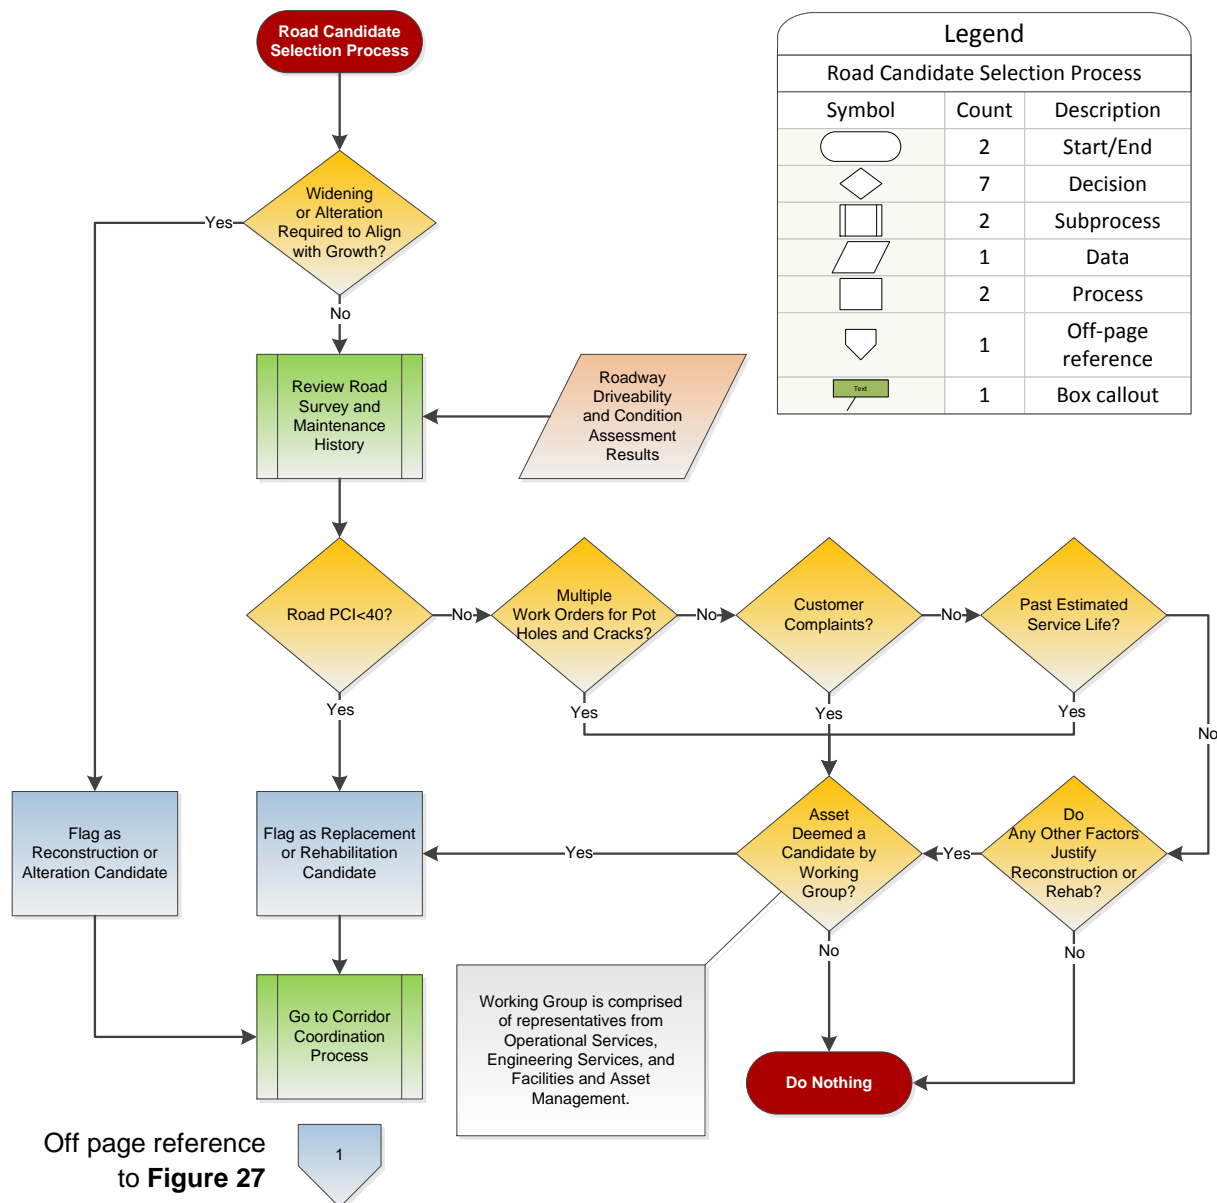 Road Candidate
Selection Process
Legend
Road Candidate Selection Process
Symbol Count Description
2 Start/End
7 Decision
2 Subprocess
1 Data
2 Process
1 Off-page
reference
Text 1 Box callout
Widening
or Alteration
Required to Align
with Growth?
Yes
No
Review Road
Survey and
Maintenance
History
Roadway
Driveability
and Condition
Assessment
Results
Road PCI<40?
No
Multiple
Work Orders for Pot
Holes and Cracks?
No
Customer
Complaints?
No
Past Estimated
Service Life?
Yes
Yes
Yes
Yes
No
Flag as
Reconstruction or
Alteration Candidate
Flag as Replacement
or Rehabilitation
Candidate
Yes
Asset
Deemed a
Candidate by
Working
Group?
Yes
Do
Any Other Factors
Justify
Reconstruction or
Rehab?
No
No
Go to Corridor
Coordination
Process
Working Group is comprised
of representatives from
Operational Services,
Engineering Services, and
Facilities and Asset
Management.
Do Nothing
Off page reference
to Figure 27
1